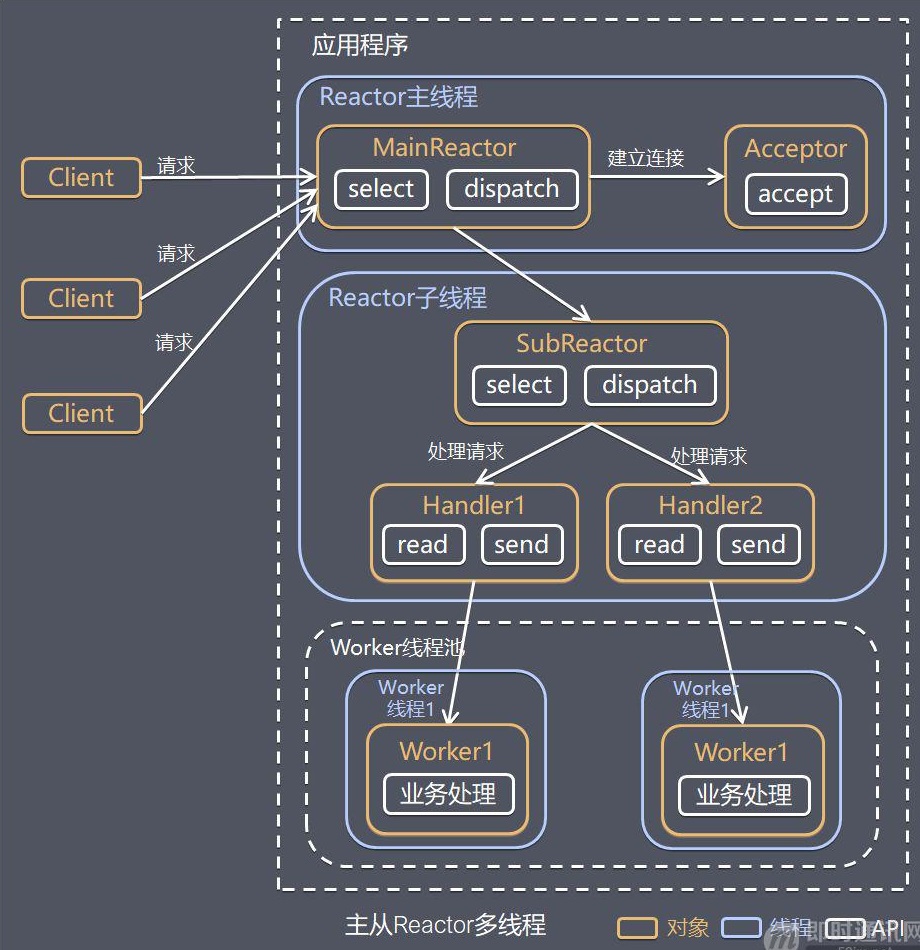 应用程序
Reactor主线程
MainReactor
select
dispatch
建立连接
Acceptor
accept
Client
请求
Client
请求
Client
请求
Reactor子线程
SubReactor
select
dispatch
处理请求
处理请求
Handler1
read
send
Handler2
read
send
Worker线程池
Worker
线程1
Worker1
业务处理
Worker
线程1
Worker1
业务处理
主从Reactor多线程
对象
线程
API
即时通讯网